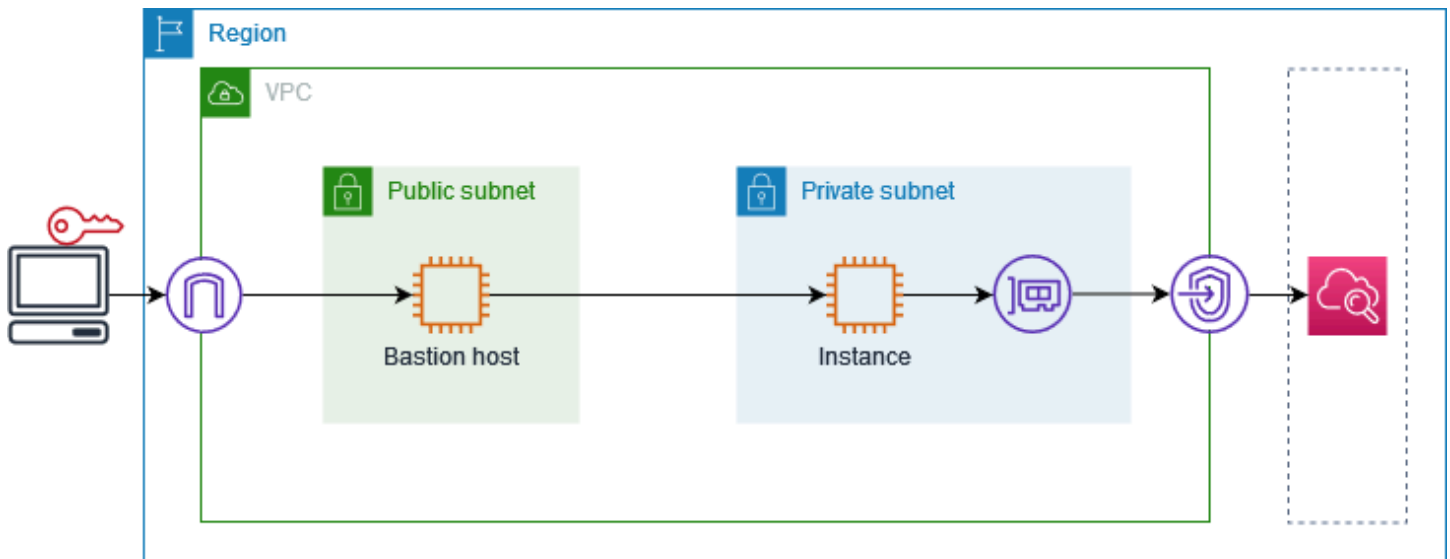 Region
VPC
Public subnet
Private subnet
Bastion host
Instance